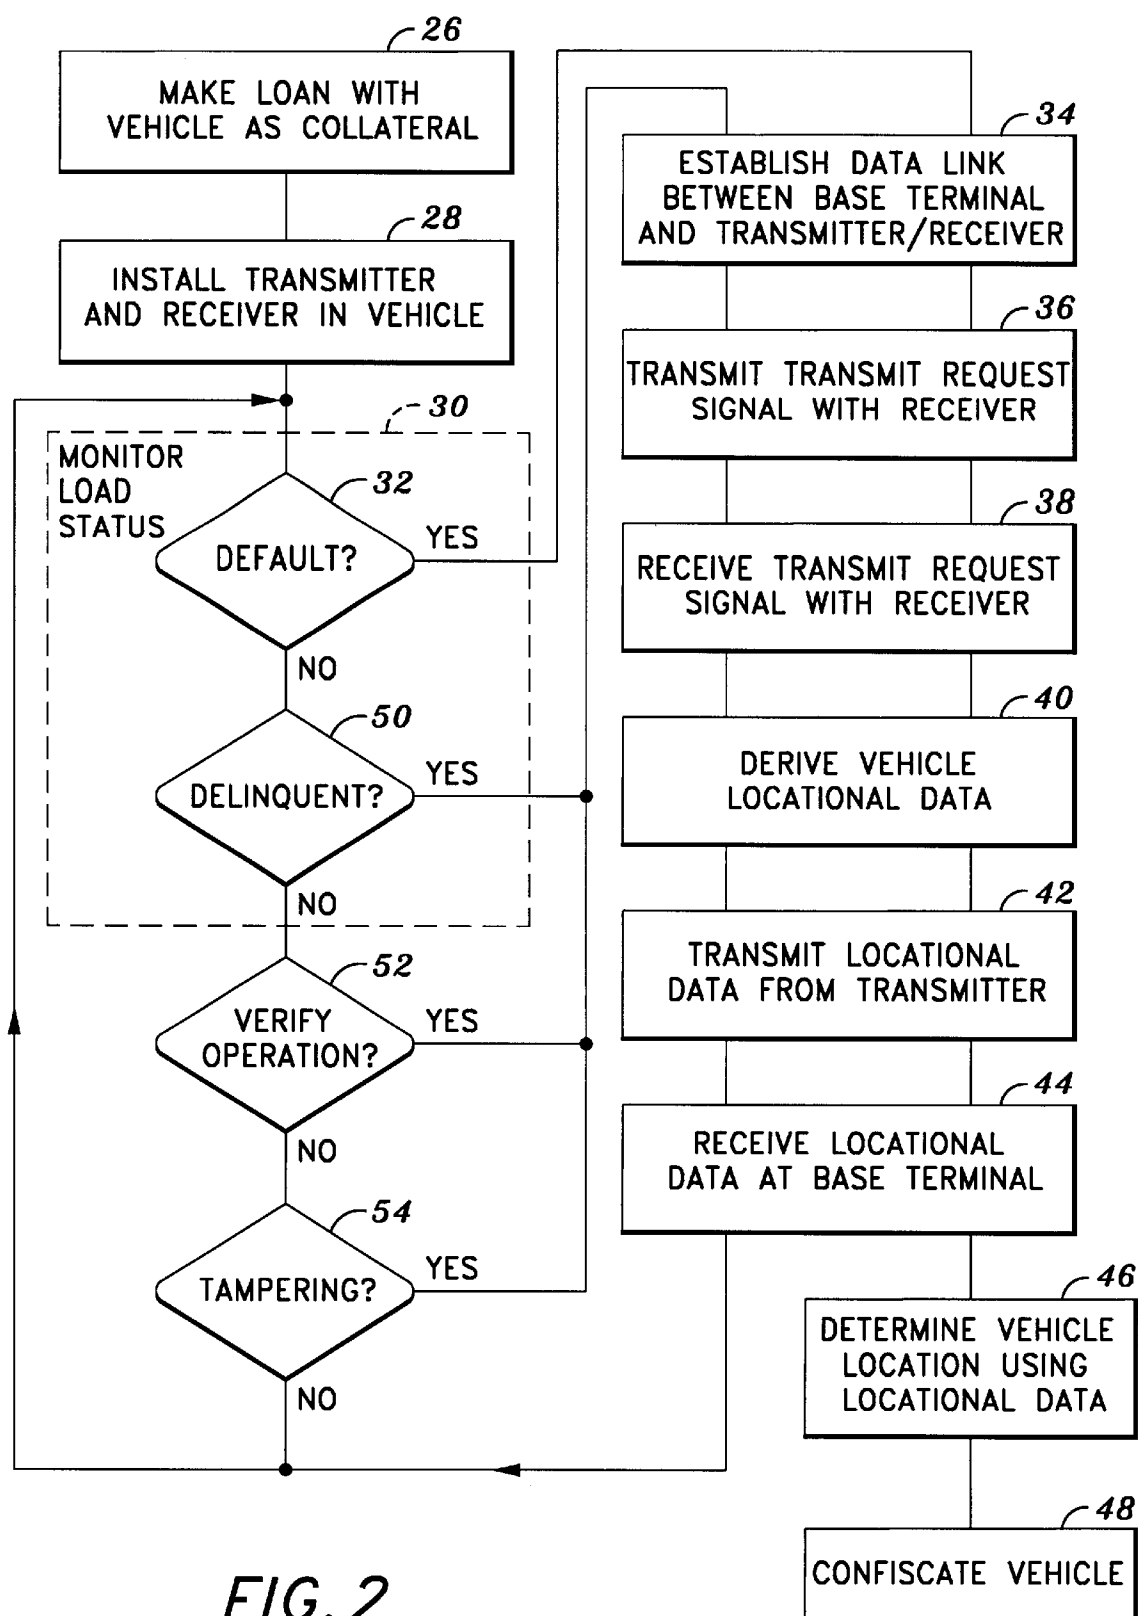 26
MAKE LOAN WITH
VEHICLE AS COLLATERAL
28
INSTALL TRANSMITTER
AND RECEIVER IN VEHICLE
30
MONITOR
LOAD
STATUS
32
DEFAULT?
YES
NO
50
DELINQUENT?
YES
NO
52
VERIFY
OPERATION?
YES
NO
54
TAMPERING?
YES
NO
34
ESTABLISH DATA LINK
BETWEEN BASE TERMINAL
AND TRANSMITTER/RECEIVER
36
TRANSMIT TRANSMIT REQUEST
SIGNAL WITH RECEIVER
38
RECEIVE TRANSMIT REQUEST
SIGNAL WITH RECEIVER
40
DERIVE VEHICLE
LOCATIONAL DATA
42
TRANSMIT LOCATIONAL
DATA FROM TRANSMITTER
44
RECEIVE LOCATIONAL
DATA AT BASE TERMINAL
46
DETERMINE VEHICLE
LOCATION USING
LOCATIONAL DATA
48
CONFISCATE VEHICLE
FIG. 2